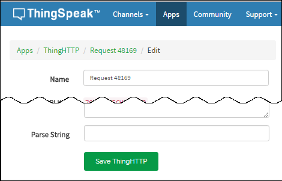 ThingSpeak™ Channels Apps Community Support
Apps / ThingHTTP / Request 48169 / Edit
Name Request 48169
Parse String
Save ThingHTTP